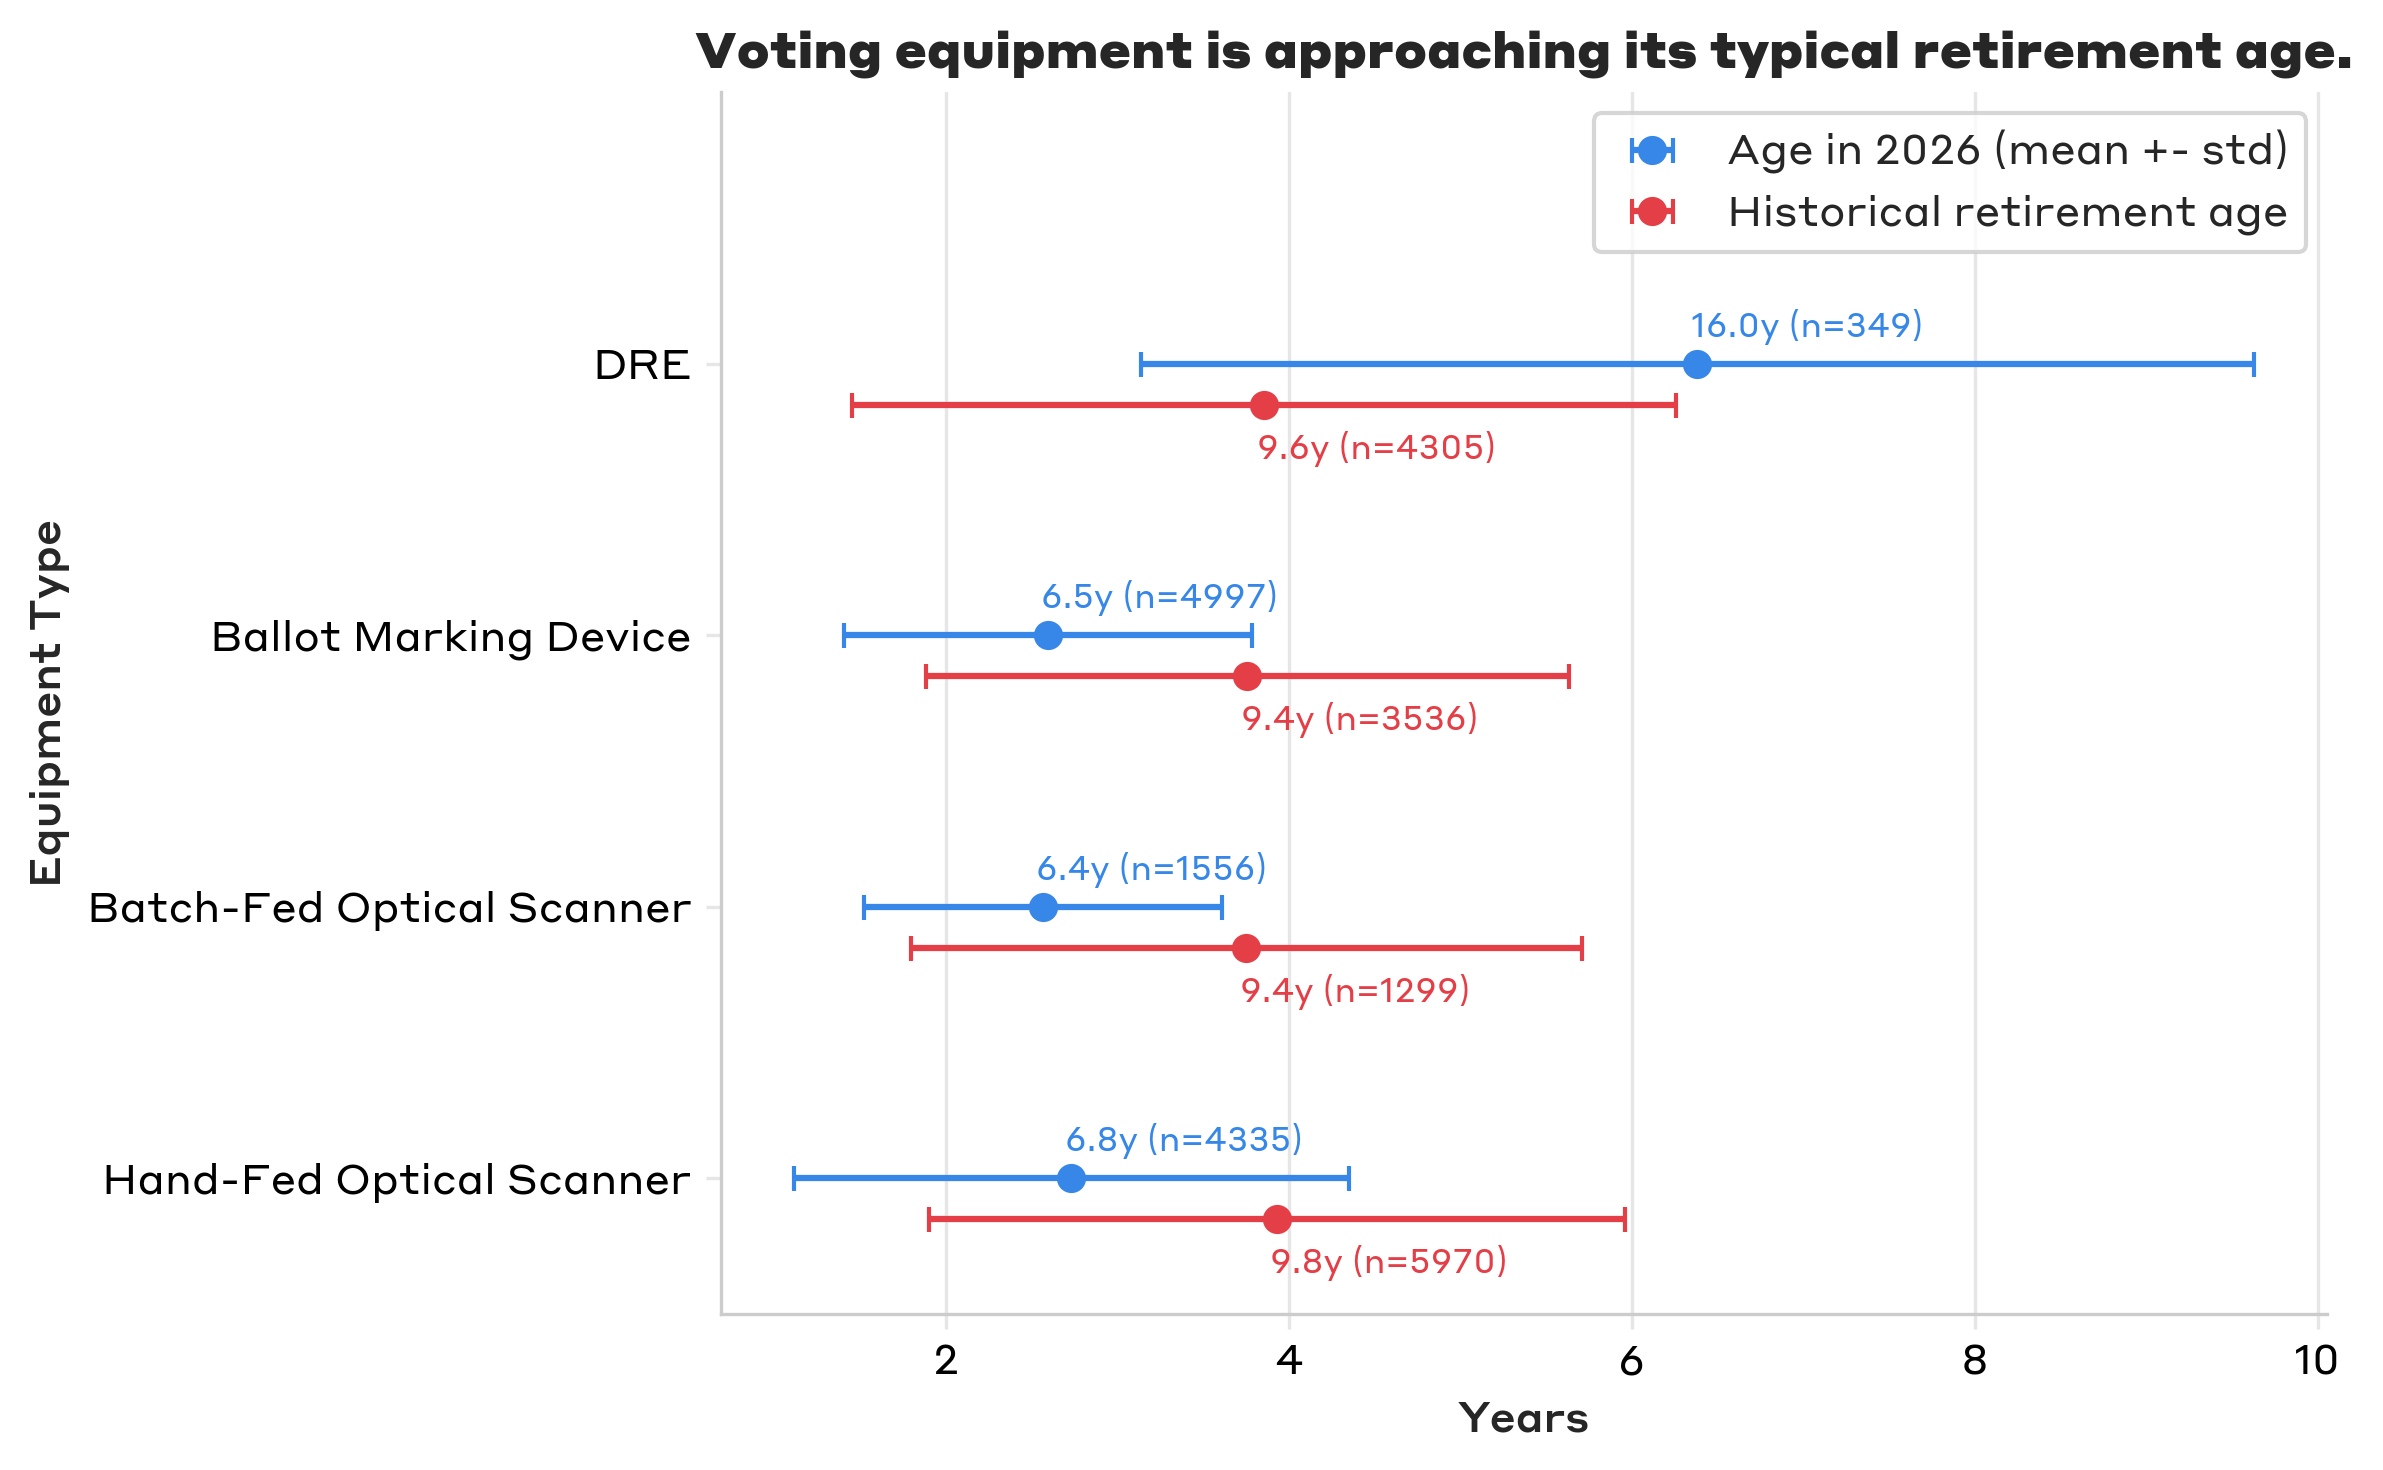 Voting equipment is approaching its typical retirement age.
Age in 2026 (mean +- std)
Historical retirement age
16.0y (n=349)
DRE
9.6y (n=4305)
6.5y (n=4997)
Ballot Marking Device
9.4y (n=3536)
Equipment Type
6.4y (n=1556)
Batch-Fed Optical Scanner
9.4y (n=1299)
6.8y (n=4335)
Hand-Fed Optical Scanner
9.8y (n=5970)
2 4 6 8 10
Years